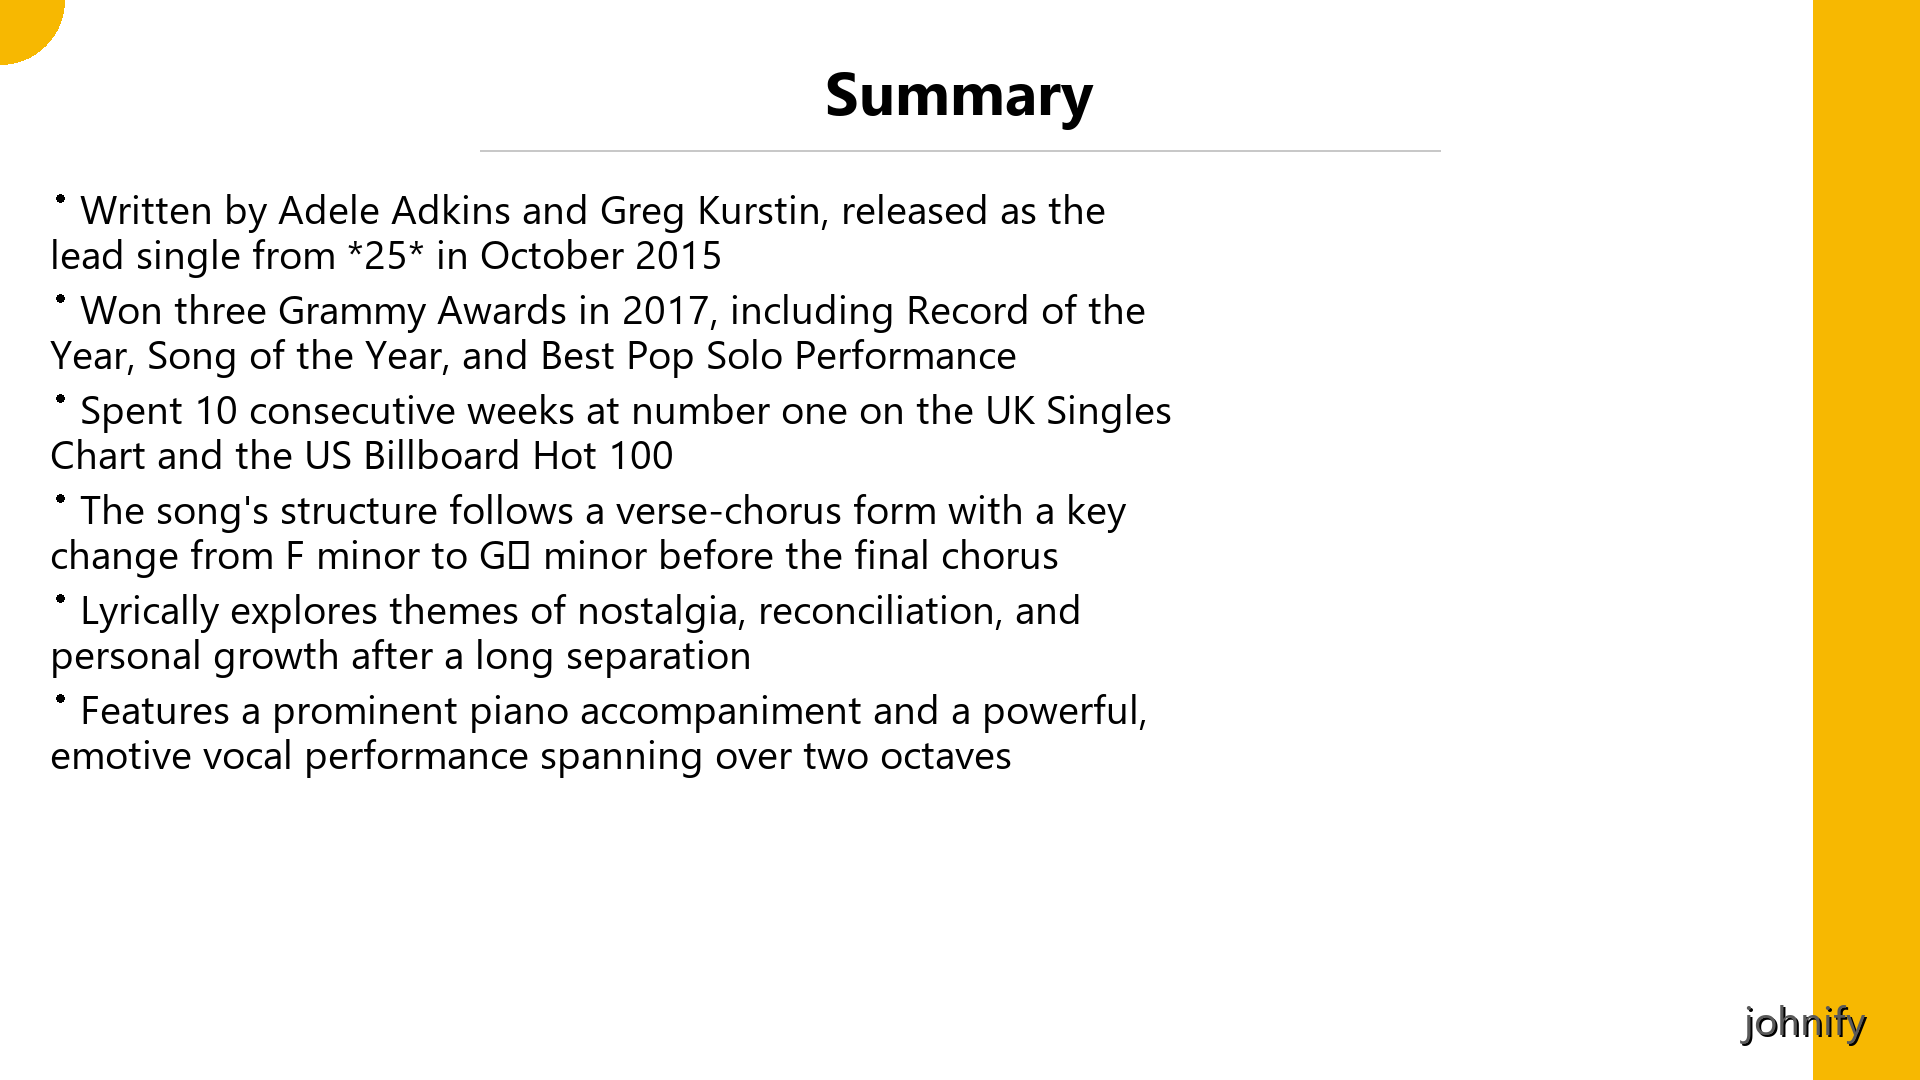 Summary
• Written by Adele Adkins and Greg Kurstin, released as the
lead single from *25* in October 2015
• Won three Grammy Awards in 2017, including Record of the
Year, Song of the Year, and Best Pop Solo Performance
• Spent 10 consecutive weeks at number one on the UK Singles
Chart and the US Billboard Hot 100
• The song's structure follows a verse-chorus form with a key
change from F minor to G□ minor before the final chorus
• Lyrically explores themes of nostalgia, reconciliation, and
personal growth after a long separation
• Features a prominent piano accompaniment and a powerful,
emotive vocal performance spanning over two octaves
johnify